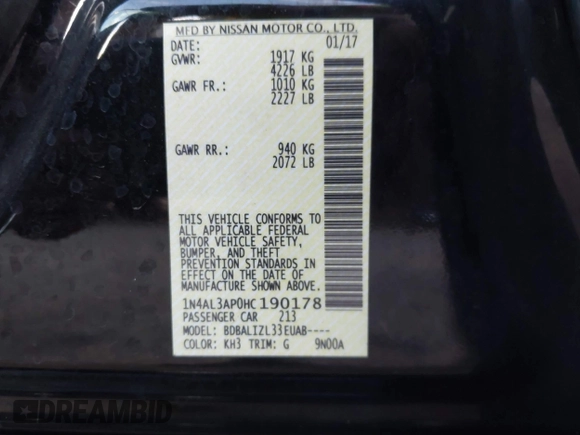 MFD BY NISSAN MOTOR CO., LTD.
DATE: 01/17
GVWR: 1917 KG
4226 LB
GAWR FR.: 1010 KG
2227 LB
GAWR RR.: 940 KG
2072 LB
THIS VEHICLE CONFORMS TO
ALL APPLICABLE FEDERAL
MOTOR VEHICLE SAFETY,
BUMPER, AND THEFT
PREVENTION STANDARDS IN
EFFECT ON THE DATE OF
MANUFACTURE SHOWN ABOVE.
1N4AL3AP0HC190178
PASSENGER CAR 213
MODEL: BDBALIZL33EUAB----
COLOR: KH3 TRIM: G 9N00A
DREAMBID